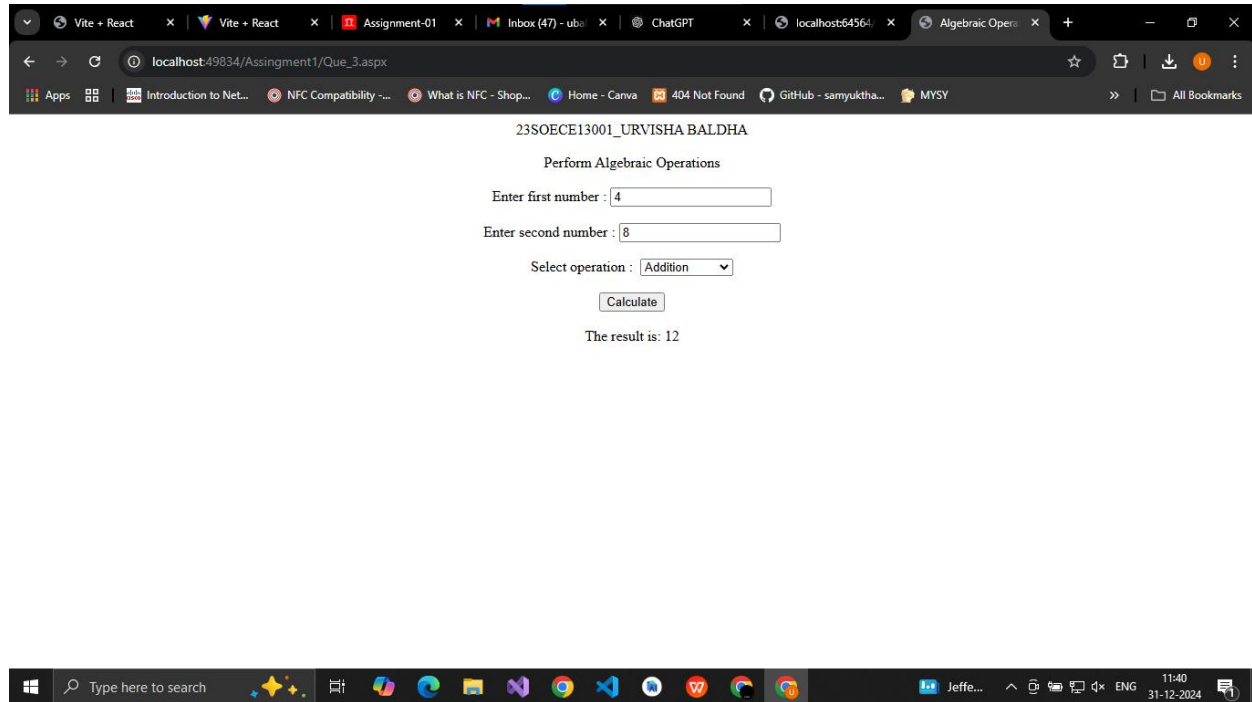 Vite + React
Vite + React
Assignment-01
Inbox (47) - uba
ChatGPT
localhost:64564/
Algebraic Opera
localhost:49834/Assingment1/Que_3.aspx
U
Apps
Introduction to Net...
NFC Compatibility -...
What is NFC - Shop...
Home - Canva
404 Not Found
GitHub - samyuktha...
MYSY
All Bookmarks
23SOECE13001_URVISHA BALDHA
Perform Algebraic Operations
Enter first number : 4
Enter second number : 8
Select operation : Addition
Calculate
The result is: 12
Type here to search
Jeffe...
ENG
11:40
31-12-2024